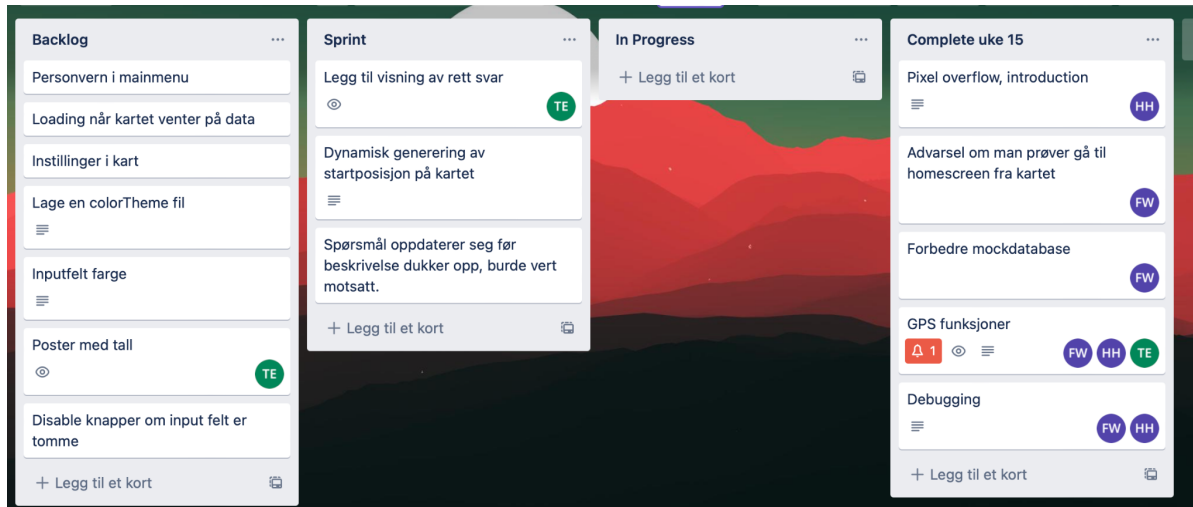 Backlog
Personvern i mainmenu
Loading når kartet venter på data
Instillinger i kart
Lage en colorTheme fil
Inputfelt farge
Poster med tall
TE
Disable knapper om input felt er
tomme
+ Legg til et kort
Sprint
Legg til visning av rett svar
TE
Dynamisk generering av
startposisjon på kartet
Spørsmål oppdaterer seg før
beskrivelse dukker opp, burde vert
motsatt.
+ Legg til et kort
In Progress
+ Legg til et kort
Complete uke 15
Pixel overflow, introduction
HH
Advarsel om man prøver gå til
homescreen fra kartet
FW
Forbedre mockdatabase
FW
GPS funksjoner
1 FW HH TE
Debugging
FW HH
+ Legg til et kort